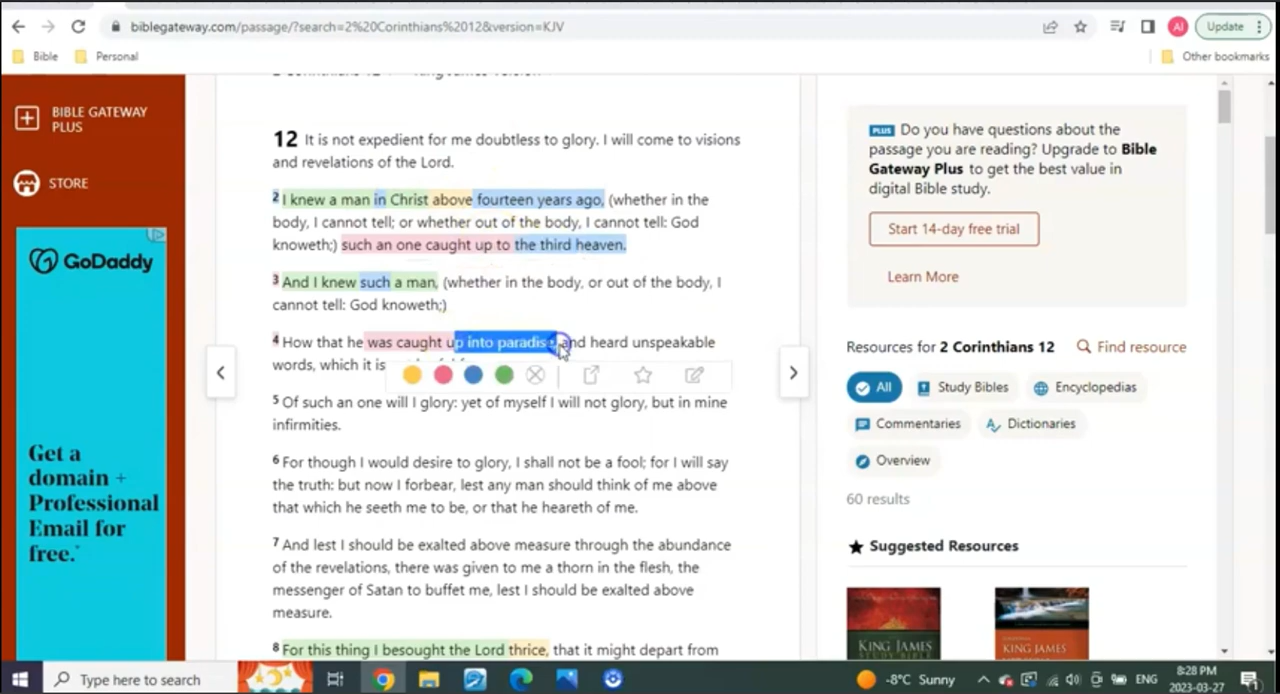 biblegateway.com/passage/?search=2%20Corinthians%2012&version=KJV
AI
Update
Bible
Personal
Other bookmarks
BIBLE GATEWAY
PLUS
STORE
GoDaddy
Get a
domain +
Professional
Email for
free.*
12 It is not expedient for me doubtless to glory. I will come to visions
and revelations of the Lord.
2 I knew a man in Christ above fourteen years ago, (whether in the
body, I cannot tell; or whether out of the body, I cannot tell: God
knoweth;) such an one caught up to the third heaven.
3 And I knew such a man, (whether in the body, or out of the body, I
cannot tell: God knoweth;)
4 How that he was caught up into paradise, and heard unspeakable
words, which it is
5 Of such an one will I glory: yet of myself I will not glory, but in mine
infirmities.
6 For though I would desire to glory, I shall not be a fool; for I will say
the truth: but now I forbear, lest any man should think of me above
that which he seeth me to be, or that he heareth of me.
7 And lest I should be exalted above measure through the abundance
of the revelations, there was given to me a thorn in the flesh, the
messenger of Satan to buffet me, lest I should be exalted above
measure.
8 For this thing I besought the Lord thrice, that it might depart from
PLUS Do you have questions about the
passage you are reading? Upgrade to Bible
Gateway Plus to get the best value in
digital Bible study.
Start 14-day free trial
Learn More
Resources for 2 Corinthians 12
Find resource
All
Study Bibles
Encyclopedias
Commentaries
Dictionaries
Overview
60 results
Suggested Resources
KING JAMES
STUDY BIBLE
KING JAMES
Type here to search
-8°C Sunny
ENG
8:28 PM
2023-03-27